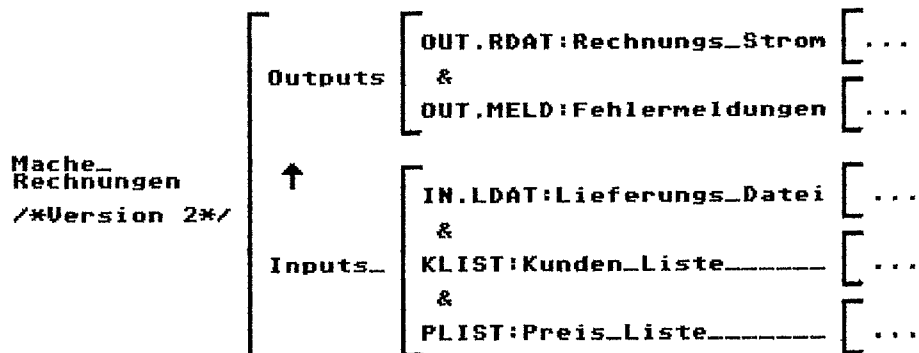 OUT.RDAT:Rechnungs_Strom ...
Outputs &
OUT.MELD:Fehlermeldungen ...
Mache_
Rechnungen
/*Version 2*/
↑
IN.LDAT:Lieferungs_Datei ...
&
Inputs_ KLIST:Kunden_Liste______ ...
&
PLIST:Preis_Liste_______ ...